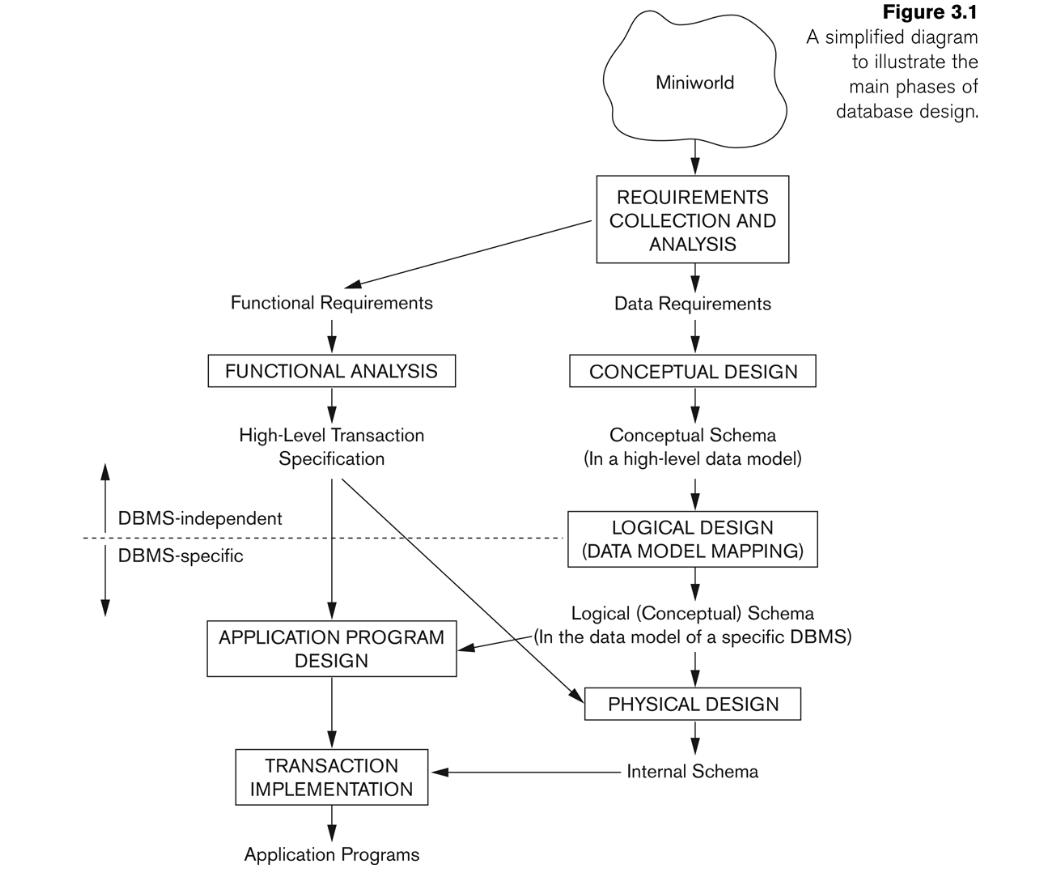 Figure 3.1
A simplified diagram
to illustrate the
main phases of
database design.
Miniworld
REQUIREMENTS
COLLECTION AND
ANALYSIS
Functional Requirements
Data Requirements
FUNCTIONAL ANALYSIS
CONCEPTUAL DESIGN
High-Level Transaction
Specification
Conceptual Schema
(In a high-level data model)
DBMS-independent
DBMS-specific
LOGICAL DESIGN
(DATA MODEL MAPPING)
Logical (Conceptual) Schema
(In the data model of a specific DBMS)
APPLICATION PROGRAM
DESIGN
PHYSICAL DESIGN
TRANSACTION
IMPLEMENTATION
Internal Schema
Application Programs